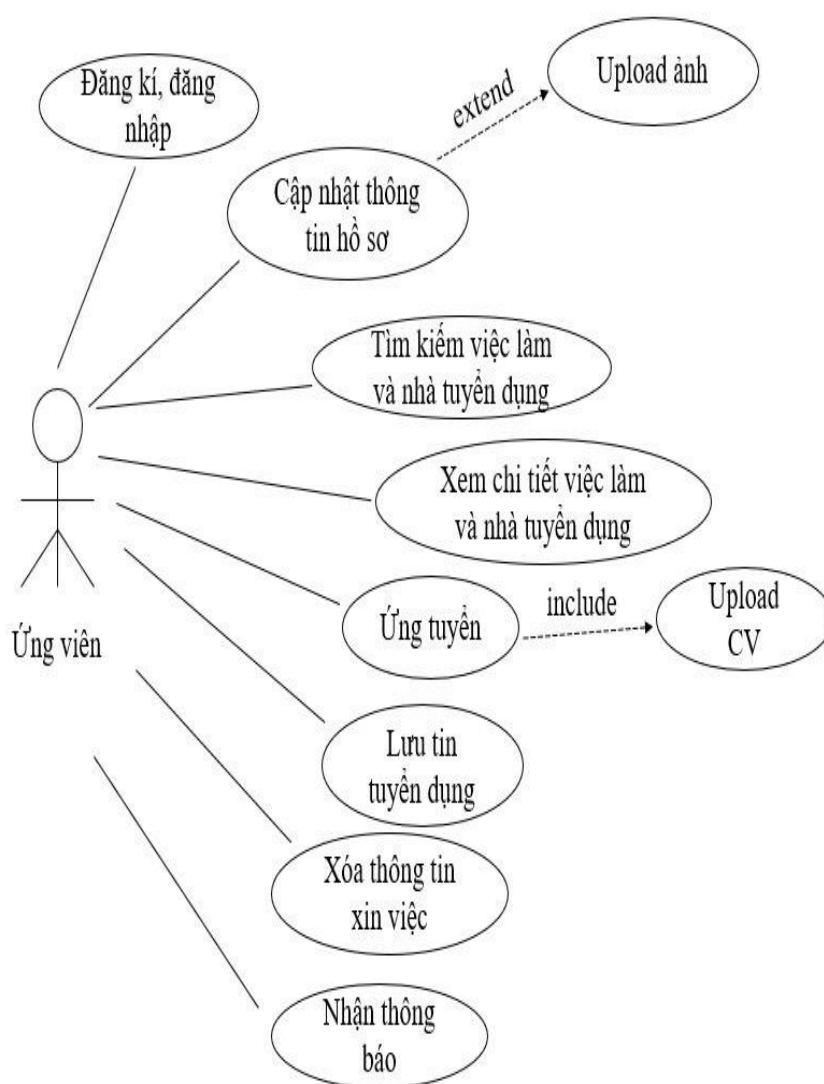 Upload ảnh
Đăng kí, đăng
nhập
extend
Cập nhật thông
tin hồ sơ
Tìm kiếm việc làm
và nhà tuyển dụng
Xem chi tiết việc làm
và nhà tuyển dụng
Ứng tuyển
include
Upload
CV
Ứng viên
Lưu tin
tuyển dụng
Xóa thông tin
xin việc
Nhận thông
báo